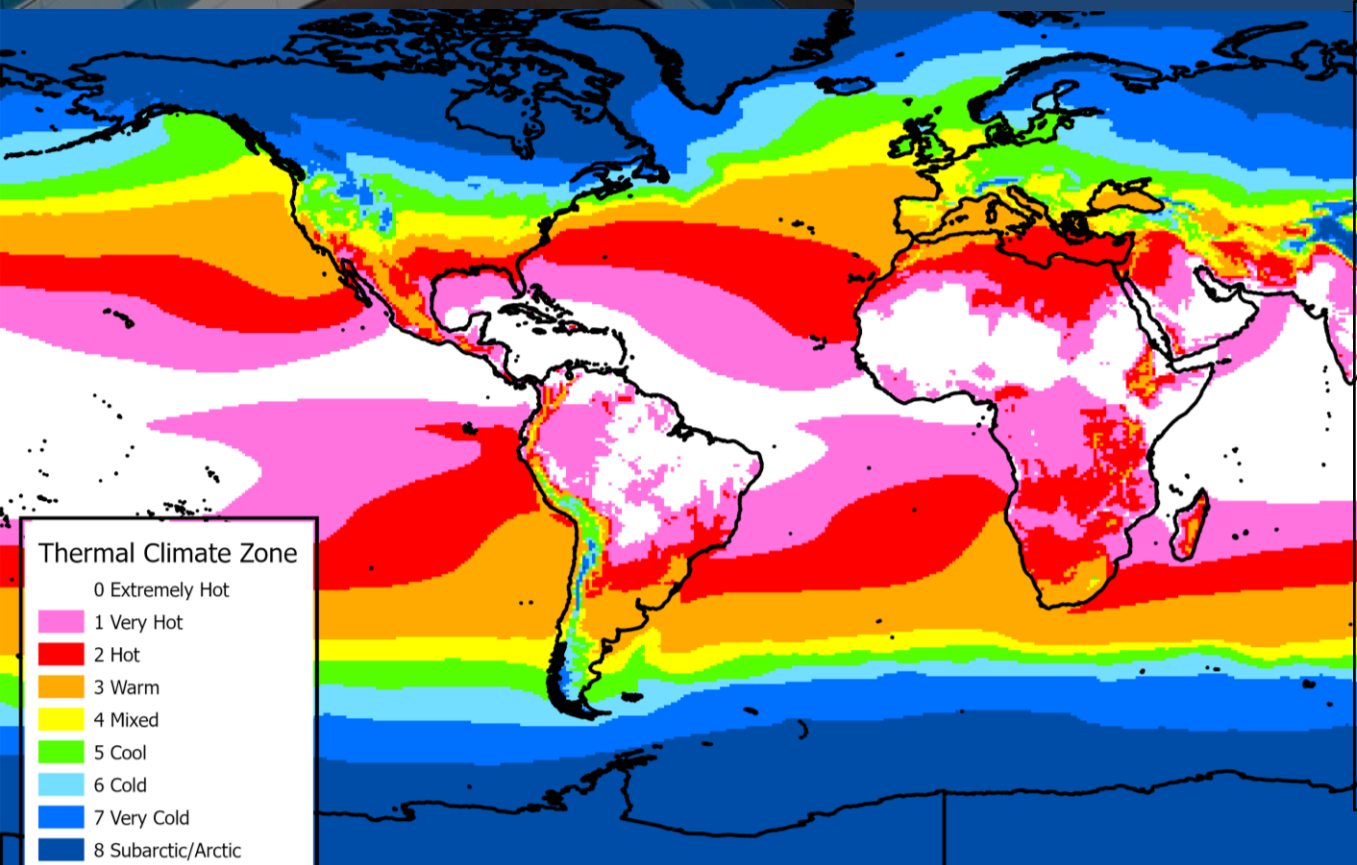 Thermal Climate Zone
0 Extremely Hot
1 Very Hot
2 Hot
3 Warm
4 Mixed
5 Cool
6 Cold
7 Very Cold
8 Subarctic/Arctic